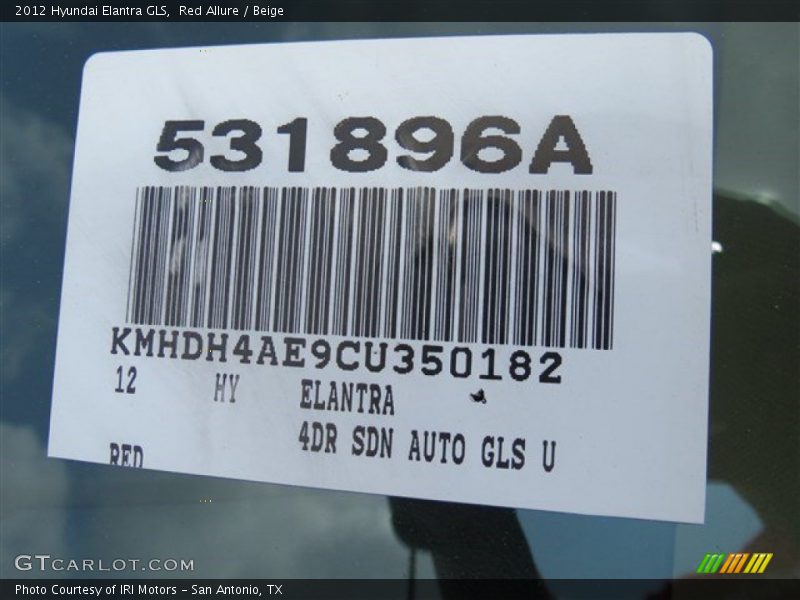 2012 Hyundai Elantra GLS, Red Allure / Beige
531896A
KMHDH4AE9CU350182
12 HY ELANTRA
4DR SDN AUTO GLS U
RED
GTCARLOT.COM
Photo Courtesy of IRI Motors - San Antonio, TX